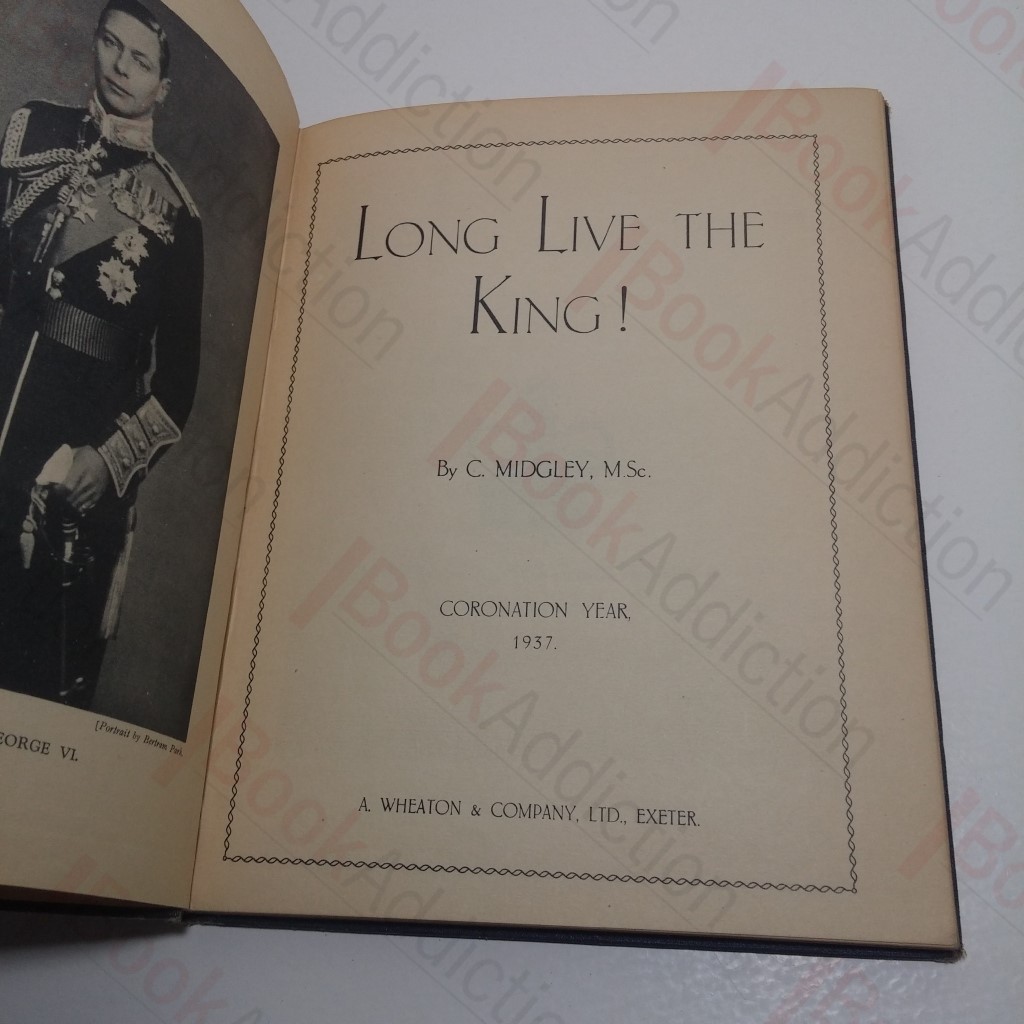 [Portrait by Bertram Park.
EORGE VI.
LONG LIVE THE
KING!
By C. MIDGLEY, M.Sc.
CORONATION YEAR,
1937.
A. WHEATON & COMPANY, LTD., EXETER.
BookAddiction